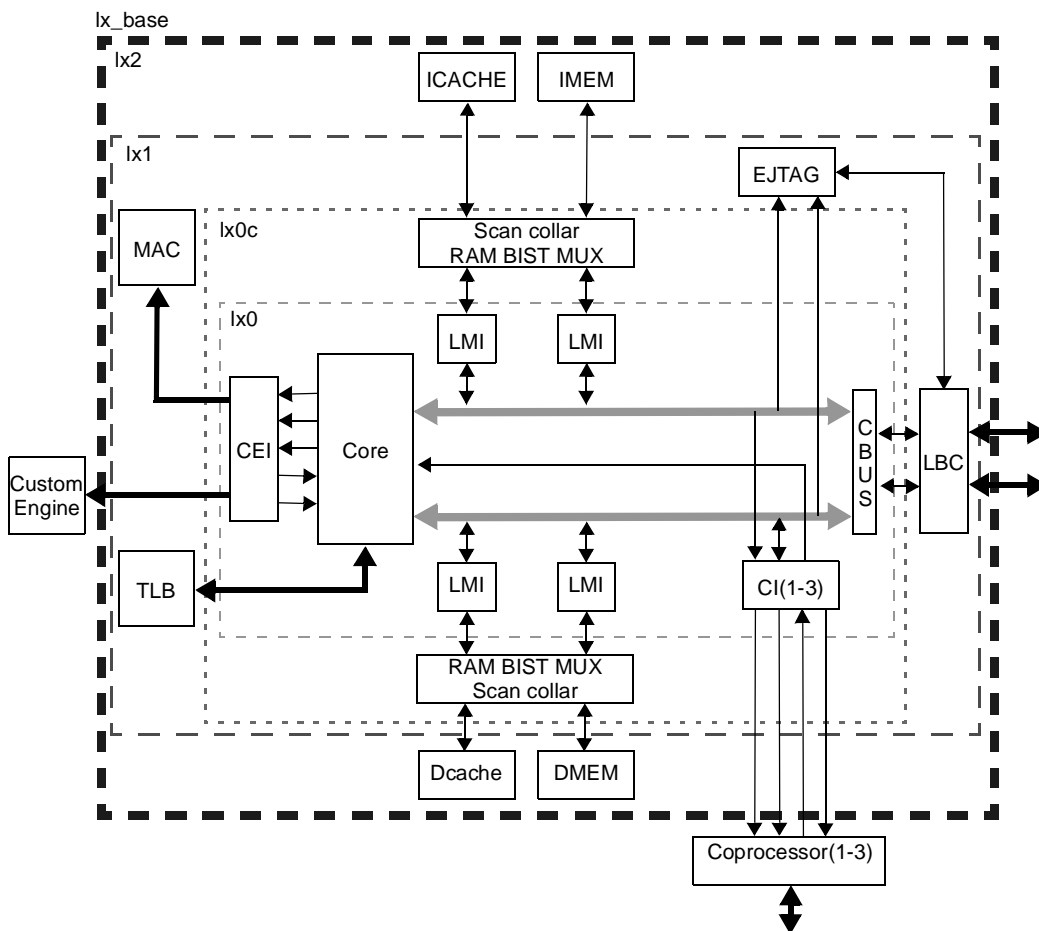 lx_base
lx2
ICACHE
IMEM
lx1
EJTAG
MAC
lx0c
Scan collar
RAM BIST MUX
lx0
LMI
LMI
CEI
Core
C
B
U
S
LBC
Custom
Engine
TLB
LMI
LMI
CI(1-3)
RAM BIST MUX
Scan collar
Dcache
DMEM
Coprocessor(1-3)